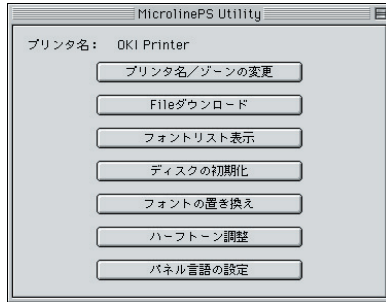 MicrolinePS Utility
プリンタ名： OKI Printer
プリンタ名／ゾーンの変更
Fileダウンロード
フォントリスト表示
ディスクの初期化
フォントの置き換え
ハーフトーン調整
パネル言語の設定